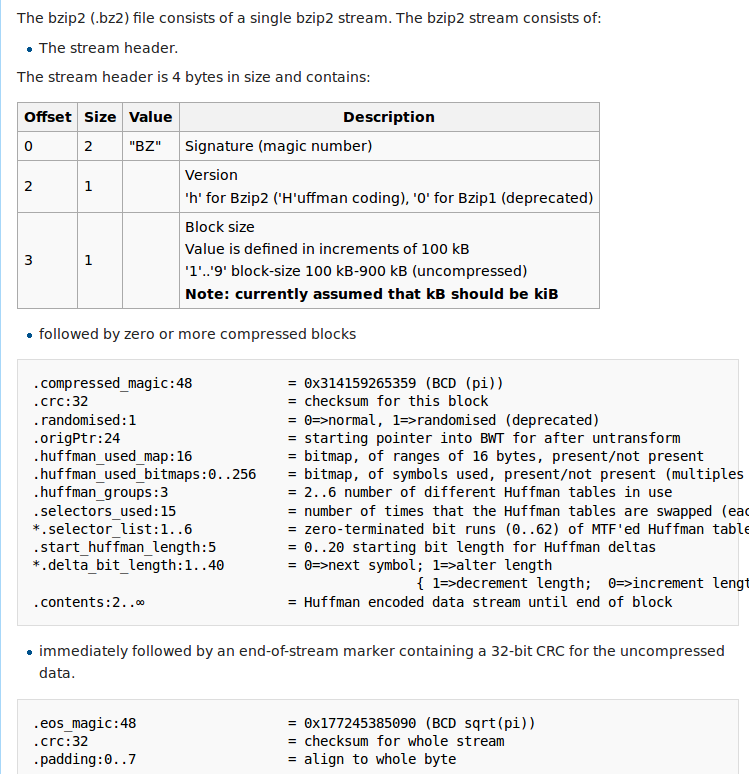 The bzip2 (.bz2) file consists of a single bzip2 stream. The bzip2 stream consists of:
• The stream header.
The stream header is 4 bytes in size and contains:
Offset Size Value Description
0 2 "BZ" Signature (magic number)
2 1 Version
'h' for Bzip2 ('H'uffman coding), '0' for Bzip1 (deprecated)
3 1 Block size
Value is defined in increments of 100 kB
'1'..'9' block-size 100 kB-900 kB (uncompressed)
Note: currently assumed that kB should be kiB
• followed by zero or more compressed blocks
.compressed_magic:48 = 0x314159265359 (BCD (pi))
.crc:32 = checksum for this block
.randomised:1 = 0=>normal, 1=>randomised (deprecated)
.origPtr:24 = starting pointer into BWT for after untransform
.huffman_used_map:16 = bitmap, of ranges of 16 bytes, present/not present
.huffman_used_bitmaps:0..256 = bitmap, of symbols used, present/not present (multiples
.huffman_groups:3 = 2..6 number of different Huffman tables in use
.selectors_used:15 = number of times that the Huffman tables are swapped (eac
*.selector_list:1..6 = zero-terminated bit runs (0..62) of MTF'ed Huffman table
.start_huffman_length:5 = 0..20 starting bit length for Huffman deltas
*.delta_bit_length:1..40 = 0=>next symbol; 1=>alter length
{ 1=>decrement length; 0=>increment lengt
.contents:2..∞ = Huffman encoded data stream until end of block
• immediately followed by an end-of-stream marker containing a 32-bit CRC for the uncompressed
data.
.eos_magic:48 = 0x177245385090 (BCD sqrt(pi))
.crc:32 = checksum for whole stream
.padding:0..7 = align to whole byte